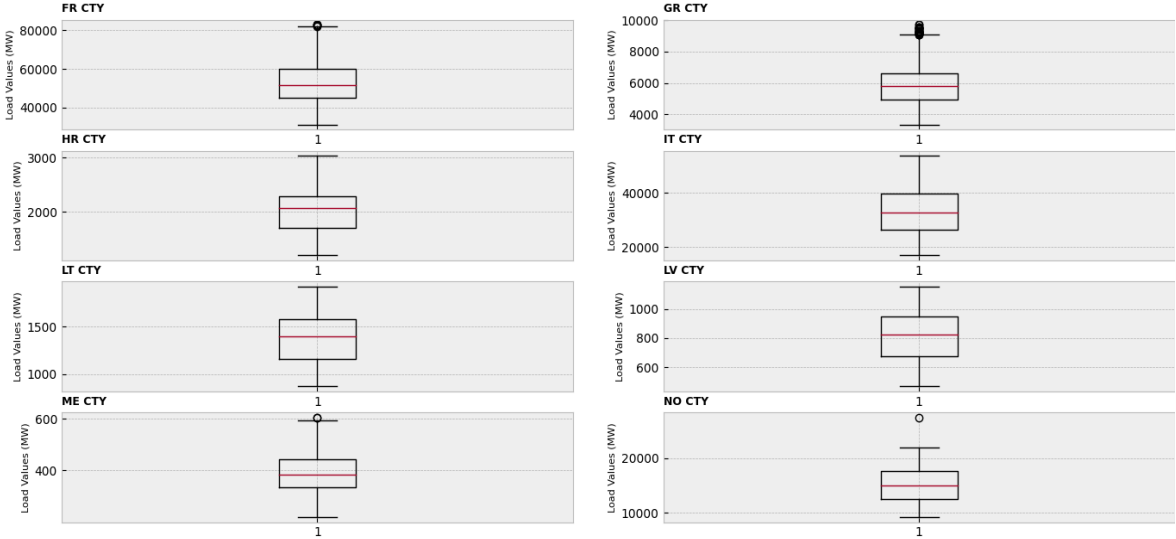 FR CTY
Load Values (MW)
80000
60000
40000
1
GR CTY
Load Values (MW)
10000
8000
6000
4000
1
HR CTY
Load Values (MW)
3000
2000
1
IT CTY
Load Values (MW)
40000
20000
1
LT CTY
Load Values (MW)
1500
1000
1
LV CTY
Load Values (MW)
1000
800
600
1
ME CTY
Load Values (MW)
600
400
1
NO CTY
Load Values (MW)
20000
10000
1